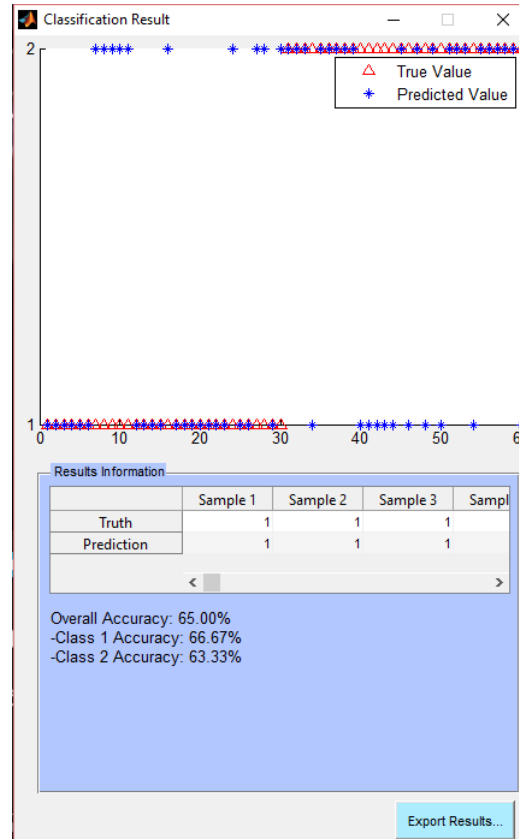 Classification Result
2
True Value
Predicted Value
1
0 10 20 30 40 50
Results Information
Sample 1 Sample 2 Sample 3 Sampl
Truth 1 1 1
Prediction 1 1 1
Overall Accuracy: 65.00%
-Class 1 Accuracy: 66.67%
-Class 2 Accuracy: 63.33%
Export Results...